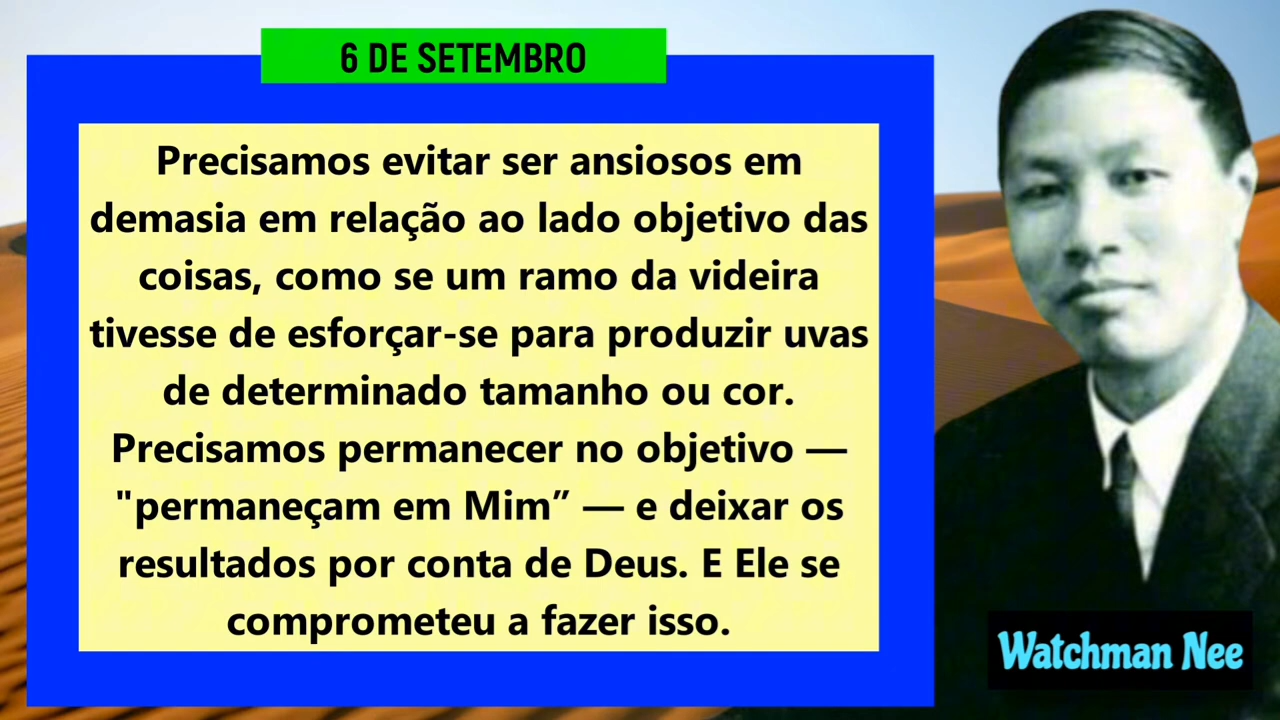 6 DE SETEMBRO
Precisamos evitar ser ansiosos em
demasia em relação ao lado objetivo das
coisas, como se um ramo da videira
tivesse de esforçar-se para produzir uvas
de determinado tamanho ou cor.
Precisamos permanecer no objetivo —
"permaneçam em Mim” — e deixar os
resultados por conta de Deus. E Ele se
comprometeu a fazer isso.
Watchman Nee